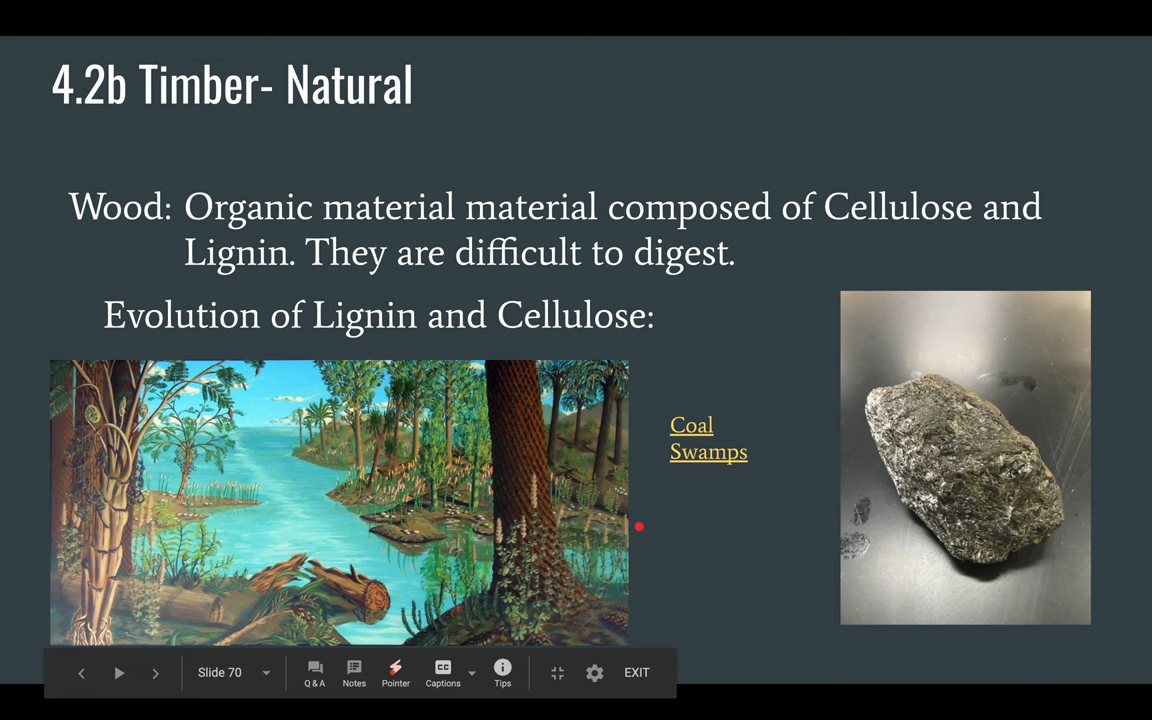 4.2b Timber- Natural
Wood: Organic material material composed of Cellulose and
Lignin. They are difficult to digest.
Evolution of Lignin and Cellulose:
Coal
Swamps
Slide 70
Q & A
Notes
Pointer
CC
Captions
Tips
EXIT